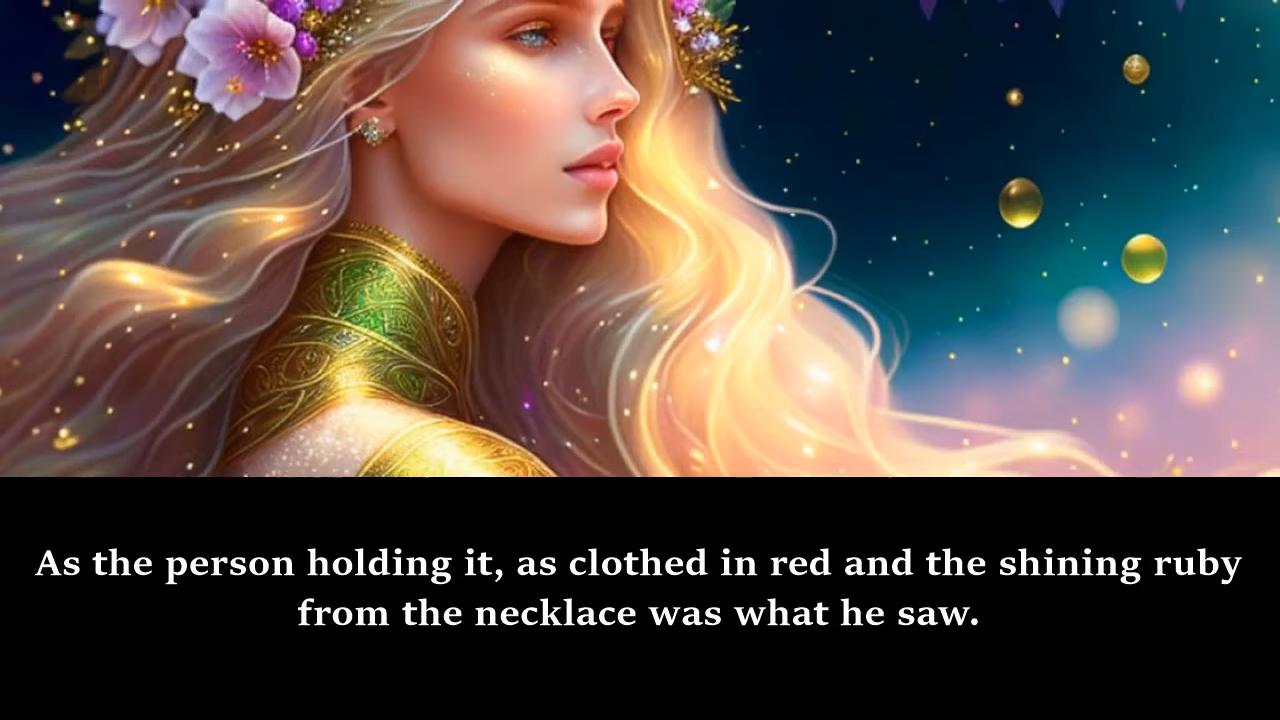 As the person holding it, as clothed in red and the shining ruby
from the necklace was what he saw.